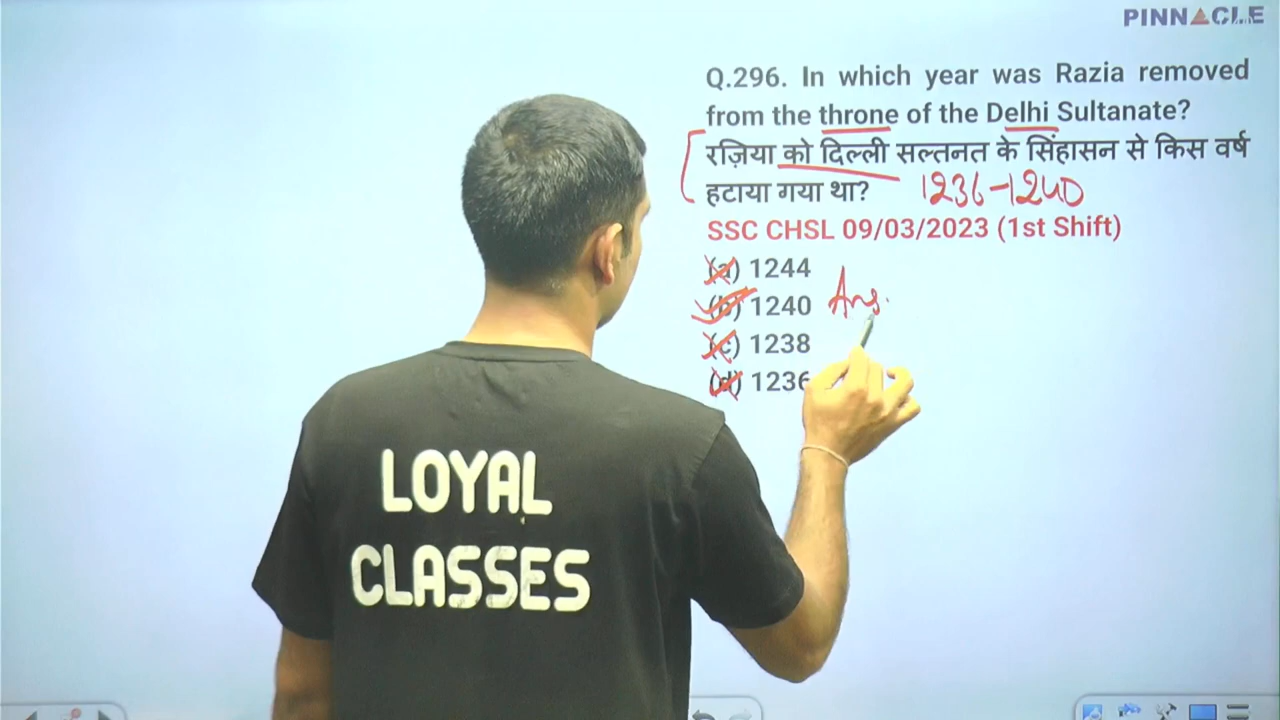 PINNACLE
Q.296. In which year was Razia removed
from the throne of the Delhi Sultanate?
रज़िया को दिल्ली सल्तनत के सिंहासन से किस वर्ष
हटाया गया था? 1236-1240
SSC CHSL 09/03/2023 (1st Shift)
(a) 1244
(b) 1240 Ans.
(c) 1238
(d) 1236
LOYAL
CLASSES